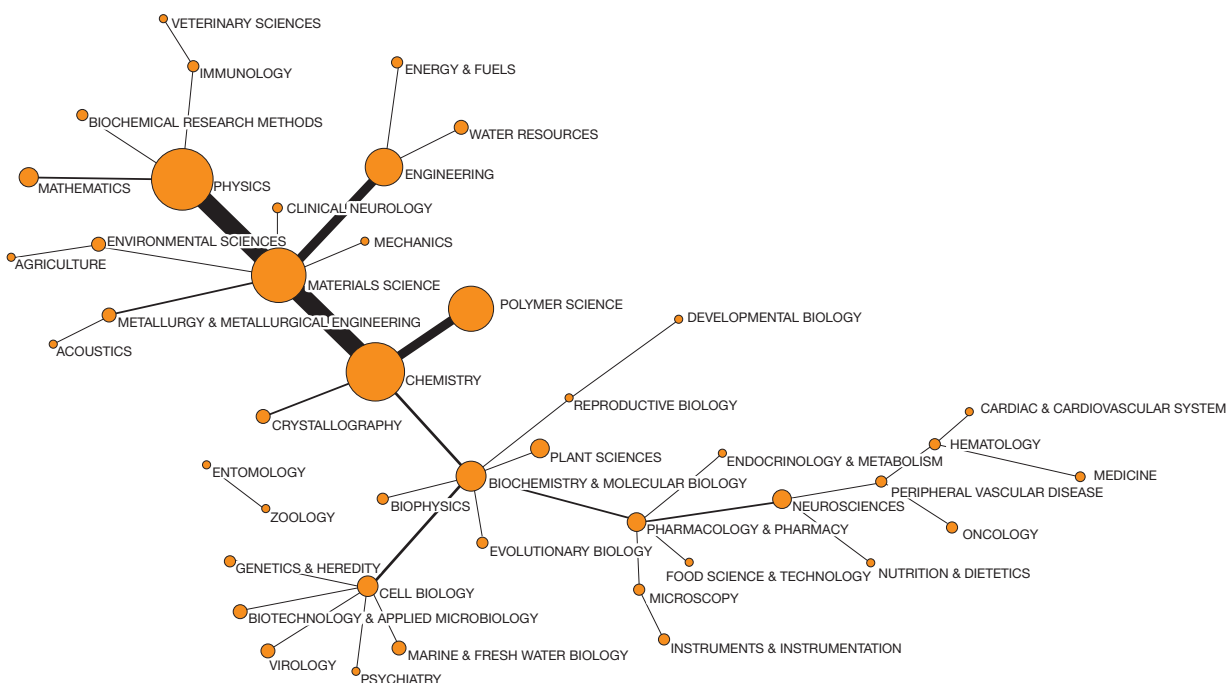 VETERINARY SCIENCES
IMMUNOLOGY
ENERGY & FUELS
BIOCHEMICAL RESEARCH METHODS
WATER RESOURCES
ENGINEERING
MATHEMATICS
PHYSICS
CLINICAL NEUROLOGY
ENVIRONMENTAL SCIENCES
MECHANICS
AGRICULTURE
MATERIALS SCIENCE
POLYMER SCIENCE
METALLURGY & METALLURGICAL ENGINEERING
DEVELOPMENTAL BIOLOGY
ACOUSTICS
CHEMISTRY
REPRODUCTIVE BIOLOGY
CARDIAC & CARDIOVASCULAR SYSTEM
CRYSTALLOGRAPHY
HEMATOLOGY
PLANT SCIENCES
ENDOCRINOLOGY & METABOLISM
ENTOMOLOGY
MEDICINE
BIOCHEMISTRY & MOLECULAR BIOLOGY
PERIPHERAL VASCULAR DISEASE
BIOPHYSICS
NEUROSCIENCES
ZOOLOGY
PHARMACOLOGY & PHARMACY
ONCOLOGY
EVOLUTIONARY BIOLOGY
GENETICS & HEREDITY
FOOD SCIENCE & TECHNOLOGY
NUTRITION & DIETETICS
CELL BIOLOGY
MICROSCOPY
BIOTECHNOLOGY & APPLIED MICROBIOLOGY
INSTRUMENTS & INSTRUMENTATION
MARINE & FRESH WATER BIOLOGY
VIROLOGY
PSYCHIATRY